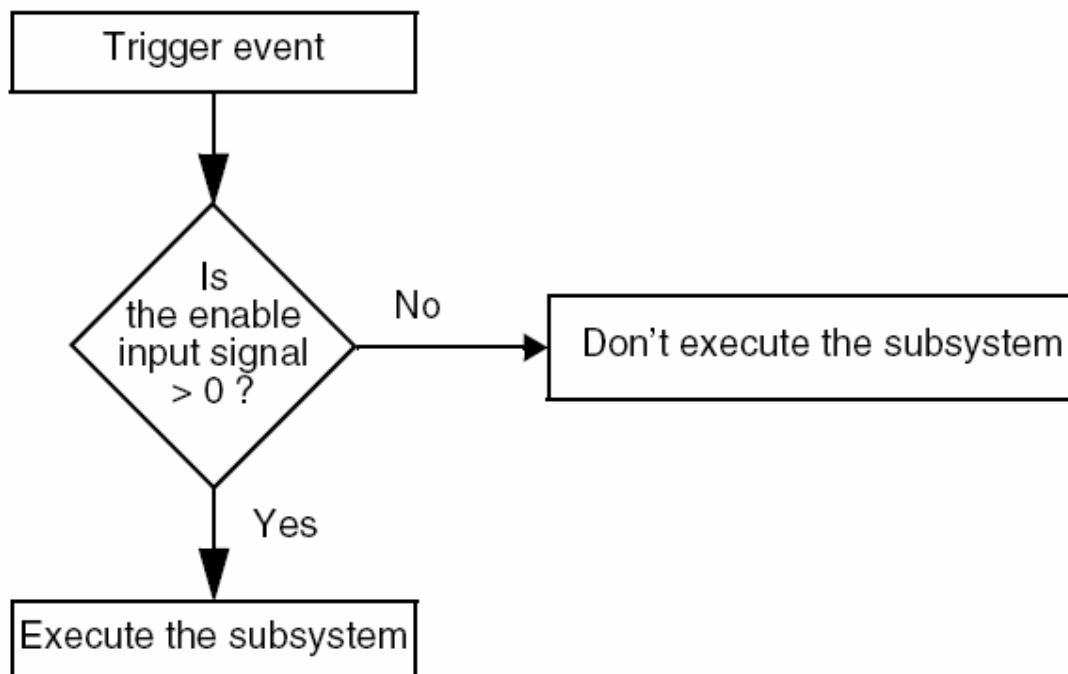 Trigger event
Is
the enable
input signal
> 0 ?
No
Don't execute the subsystem
Yes
Execute the subsystem